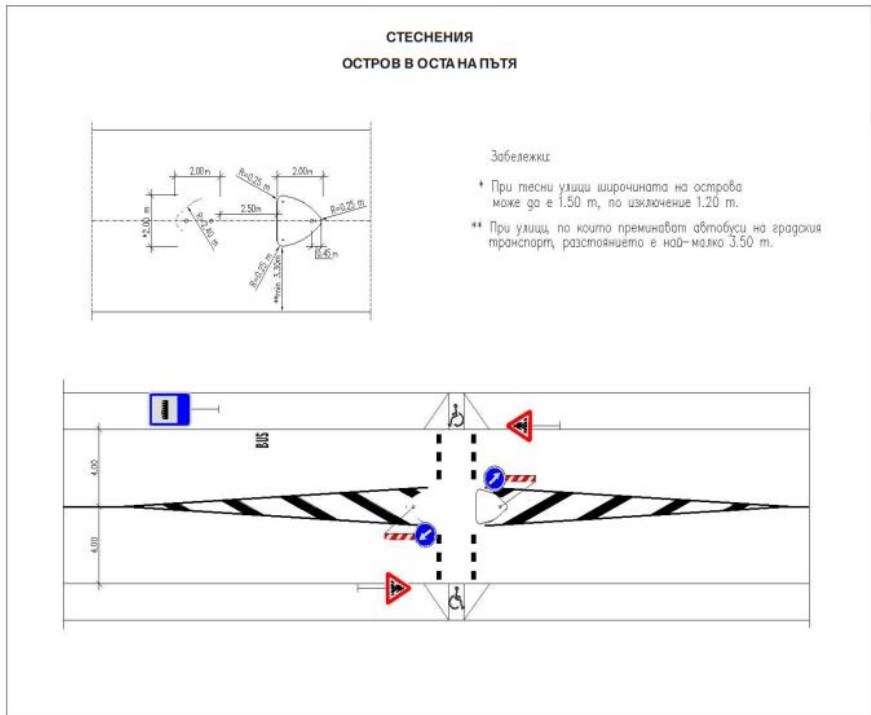 СТЕСНЕНИЯ
ОСТРОВ В ОСТА НА ПЪТЯ
2.00m
R=0.25 m
2.00m
*2.00 m
R=2.40 m
2.50m
R=0.25 m
0.45 m
R=0.25 m
**min 3.30m
Забележки:
* При тесни улици широчината на острова
може да е 1.50 m, по изключение 1.20 m.
** При улици, по които преминават автобуси на градския
транспорт, разстоянието е най-малко 3.50 m.
BUS
4.00
4.00